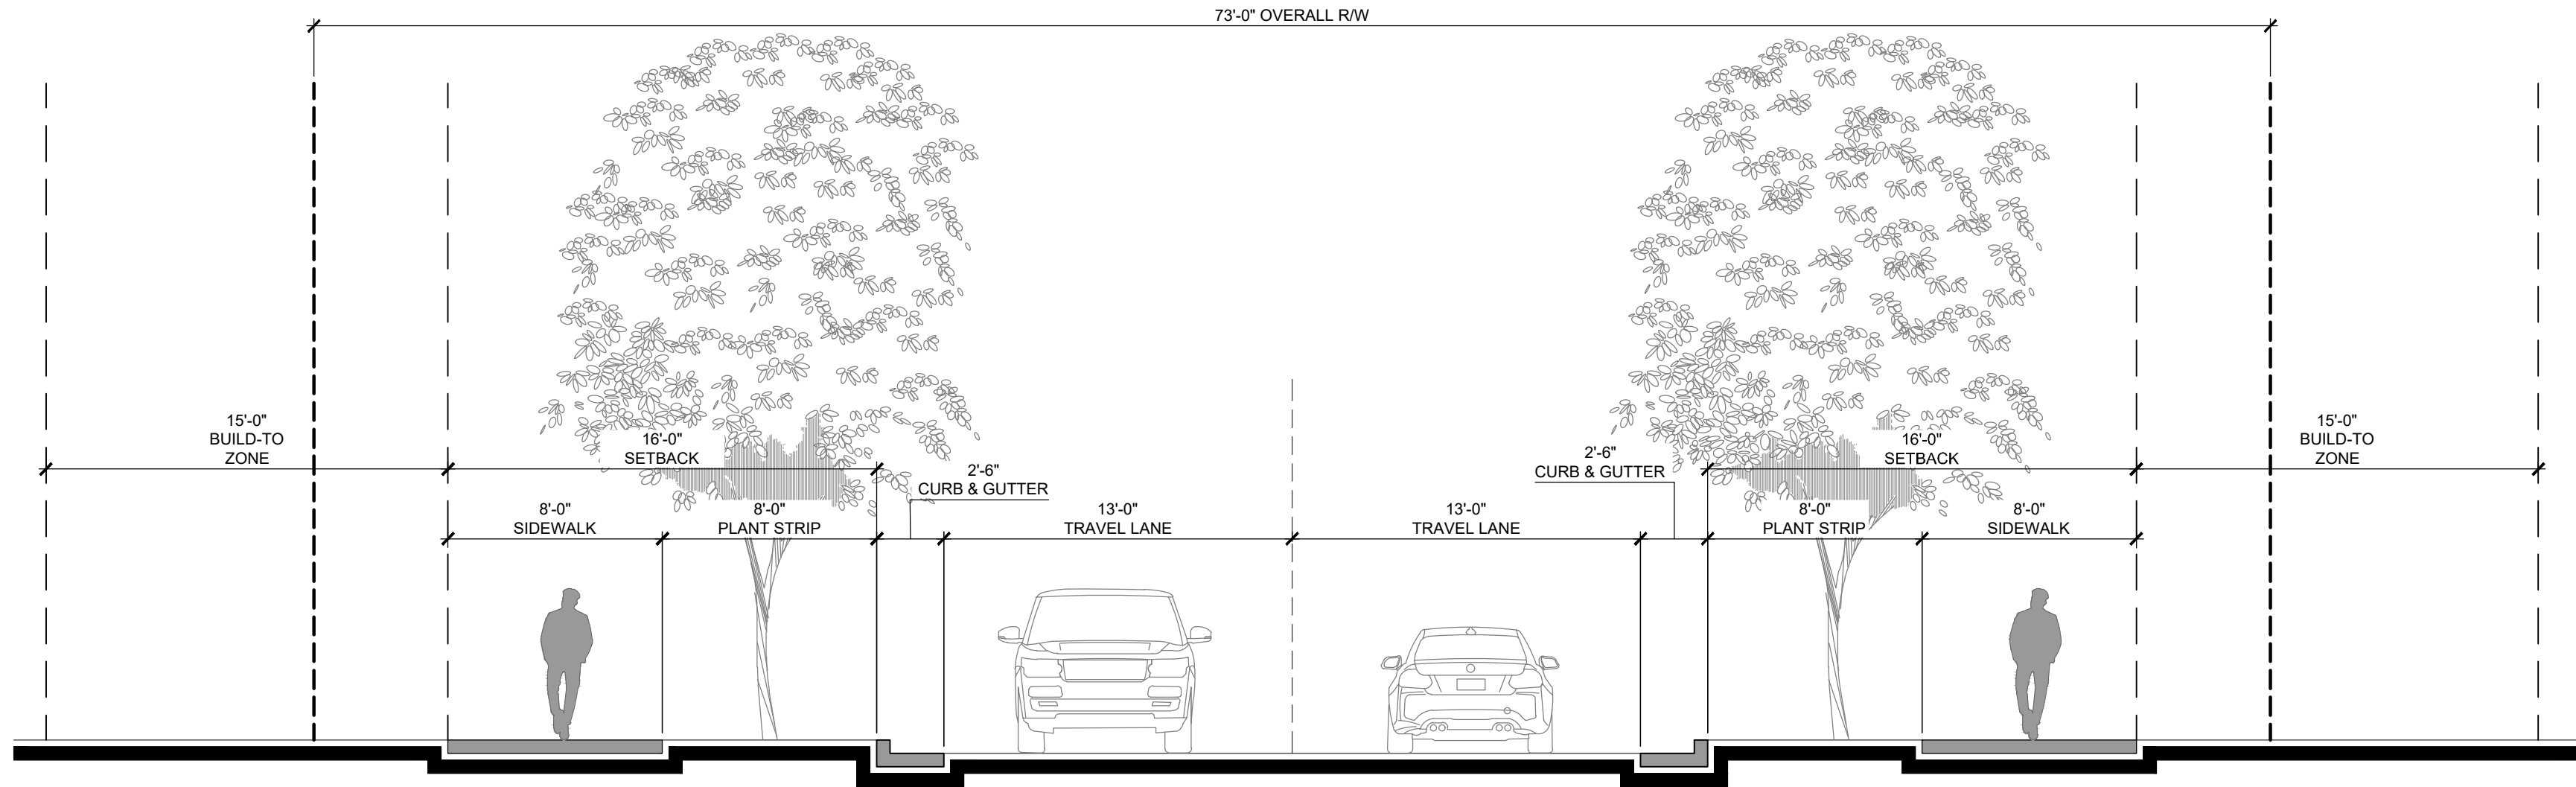 73'-0" OVERALL R/W
15'-0"
BUILD-TO
ZONE
16'-0"
SETBACK
2'-6"
CURB & GUTTER
2'-6"
CURB & GUTTER
16'-0"
SETBACK
15'-0"
BUILD-TO
ZONE
8'-0"
SIDEWALK
8'-0"
PLANT STRIP
13'-0"
TRAVEL LANE
13'-0"
TRAVEL LANE
8'-0"
PLANT STRIP
8'-0"
SIDEWALK